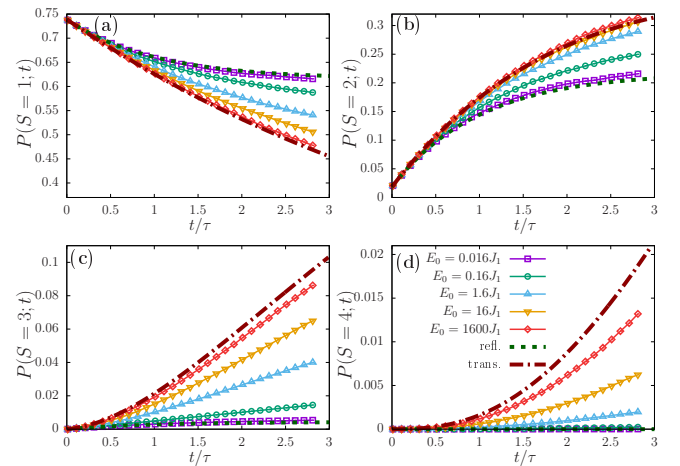 (a)
P(S = 1; t)
0.75
0.7
0.65
0.6
0.55
0.5
0.45
0.4
0 0.5 1 1.5 2 2.5 3
t/τ
(b)
P(S = 2; t)
0.3
0.25
0.2
0.15
0.1
0.05
0
0 0.5 1 1.5 2 2.5 3
t/τ
(c)
P(S = 3; t)
0.1
0.08
0.06
0.04
0.02
0
0 0.5 1 1.5 2 2.5 3
t/τ
(d)
P(S = 4; t)
0.02
0.015
0.01
0.005
0
0 0.5 1 1.5 2 2.5 3
t/τ
E₀ = 0.016J₁
E₀ = 0.16J₁
E₀ = 1.6J₁
E₀ = 16J₁
E₀ = 1600J₁
refl.
trans.